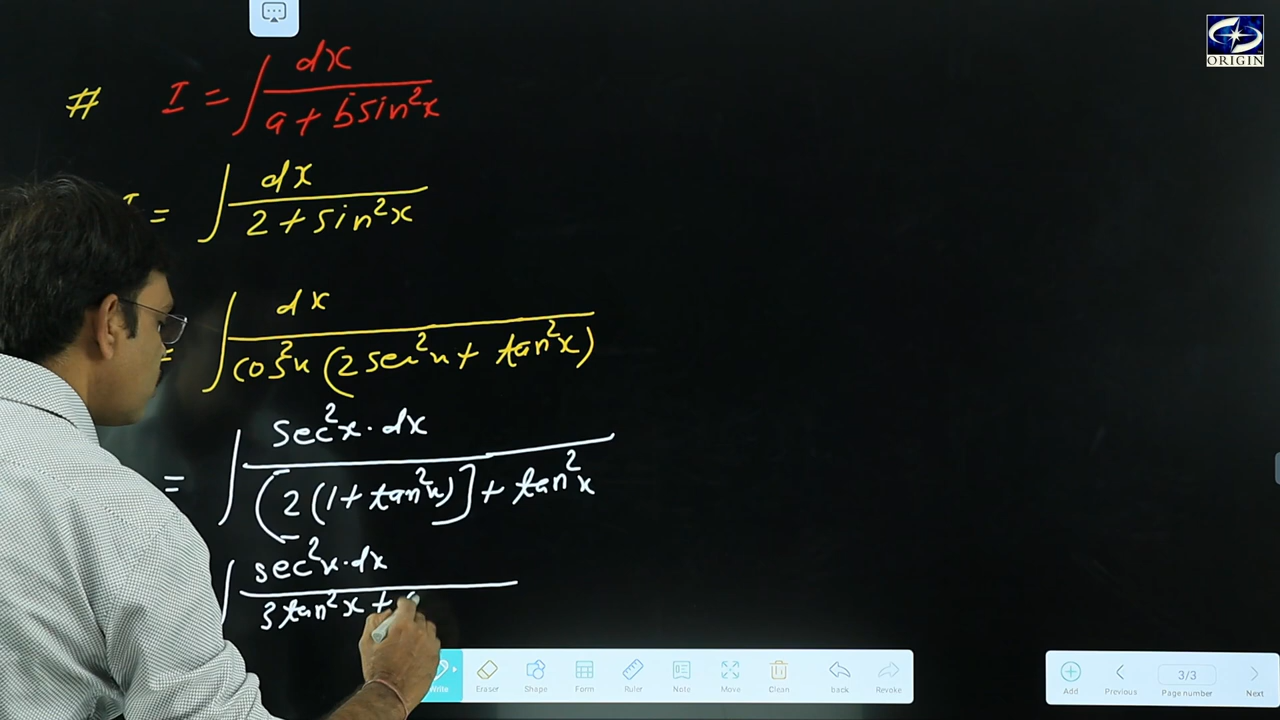 ORIGIN
# I = ∫ dx / (a + b sin²x)
= ∫ dx / (2 + sin²x)
= ∫ dx / (cos²x (2 sec²x + tan²x))
= ∫ sec²x · dx / ([2(1 + tan²x)] + tan²x)
∫ sec²x · dx / (3 tan²x +
Write Eraser Shape Form Ruler Note Move Clean back Revoke
Add Previous 3/3 Page number Next